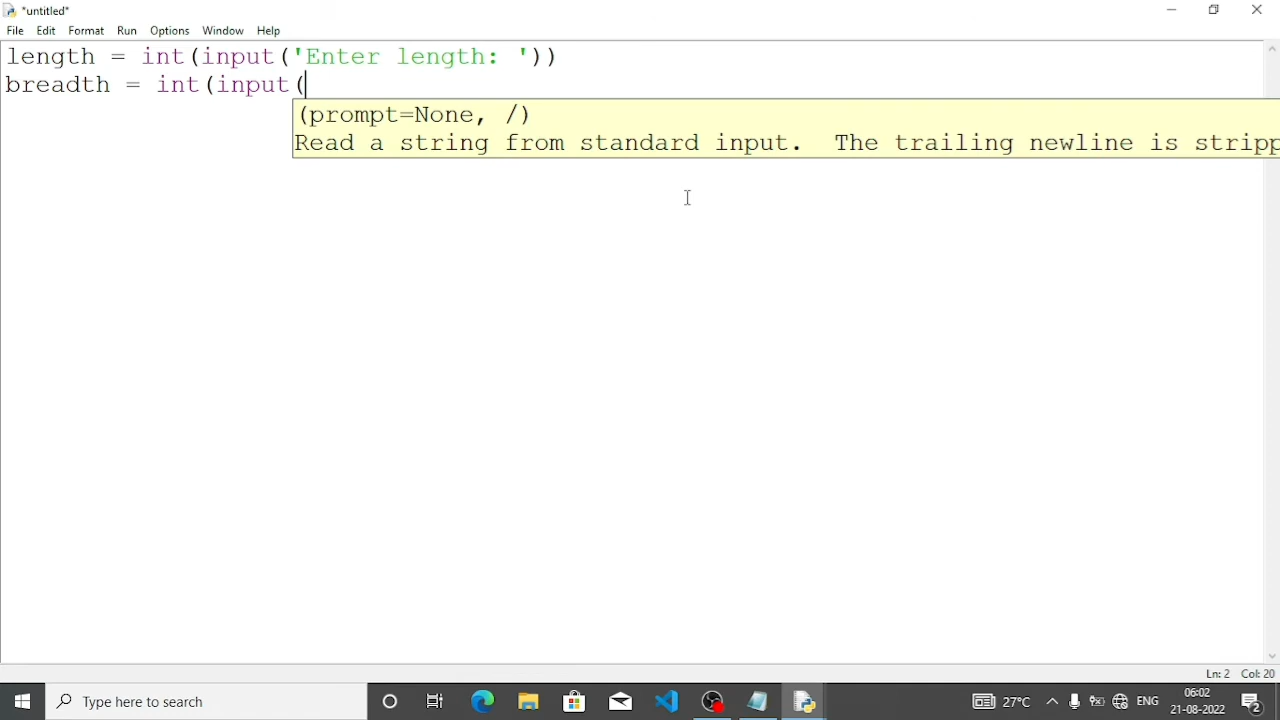 *untitled*
File Edit Format Run Options Window Help
length = int(input('Enter length: '))
breadth = int(input(
(prompt=None, /)
Read a string from standard input.  The trailing newline is stripp
Ln: 2 Col: 20
Type here to search
27°C
ENG
06:02
21-08-2022
2